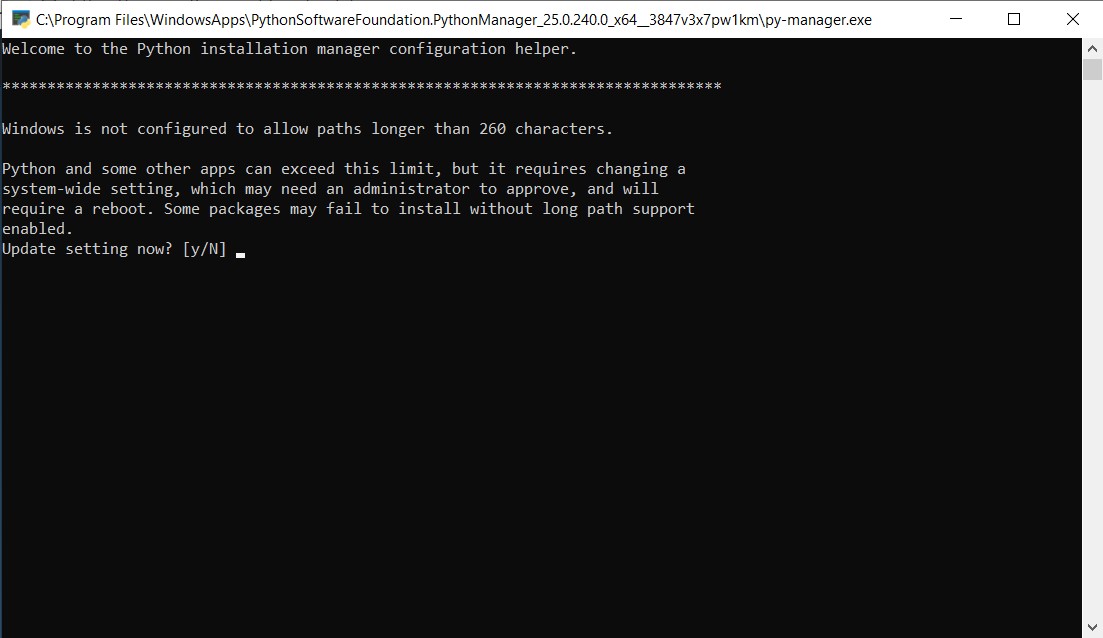 C:\Program Files\WindowsApps\PythonSoftwareFoundation.PythonManager_25.0.240.0_x64__3847v3x7pw1km\py-manager.exe
Welcome to the Python installation manager configuration helper.
********************************************************************************
Windows is not configured to allow paths longer than 260 characters.
Python and some other apps can exceed this limit, but it requires changing a
system-wide setting, which may need an administrator to approve, and will
require a reboot. Some packages may fail to install without long path support
enabled.
Update setting now? [y/N]